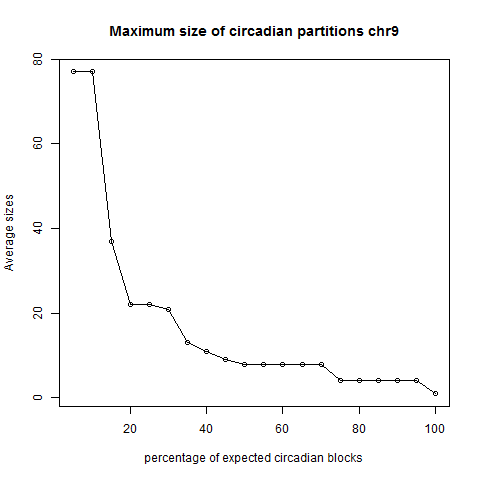 Maximum size of circadian partitions chr9
Average sizes
80
60
40
20
0
20 40 60 80 100
percentage of expected circadian blocks